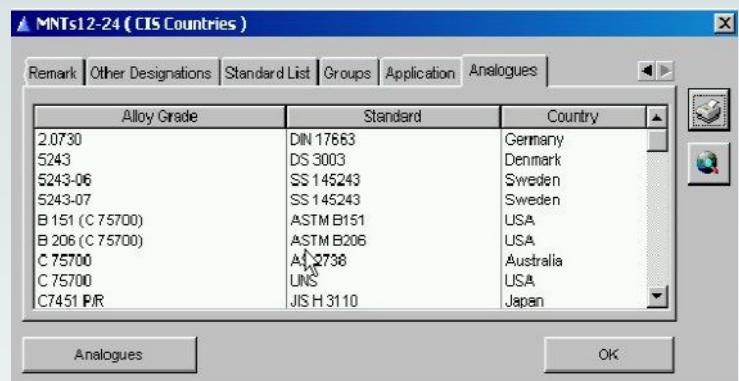 MNTs12-24 ( CIS Countries )
Remark Other Designations Standard List Groups Application Analogues
Alloy Grade Standard Country
2.0730 DIN 17663 Germany
5243 DS 3003 Denmark
5243-06 SS 145243 Sweden
5243-07 SS 145243 Sweden
B 151 (C 75700) ASTM B151 USA
B 206 (C 75700) ASTM B206 USA
C 75700 2738 Australia
C 75700 UNS USA
C7451 P/R JIS H 3110 Japan
Analogues OK